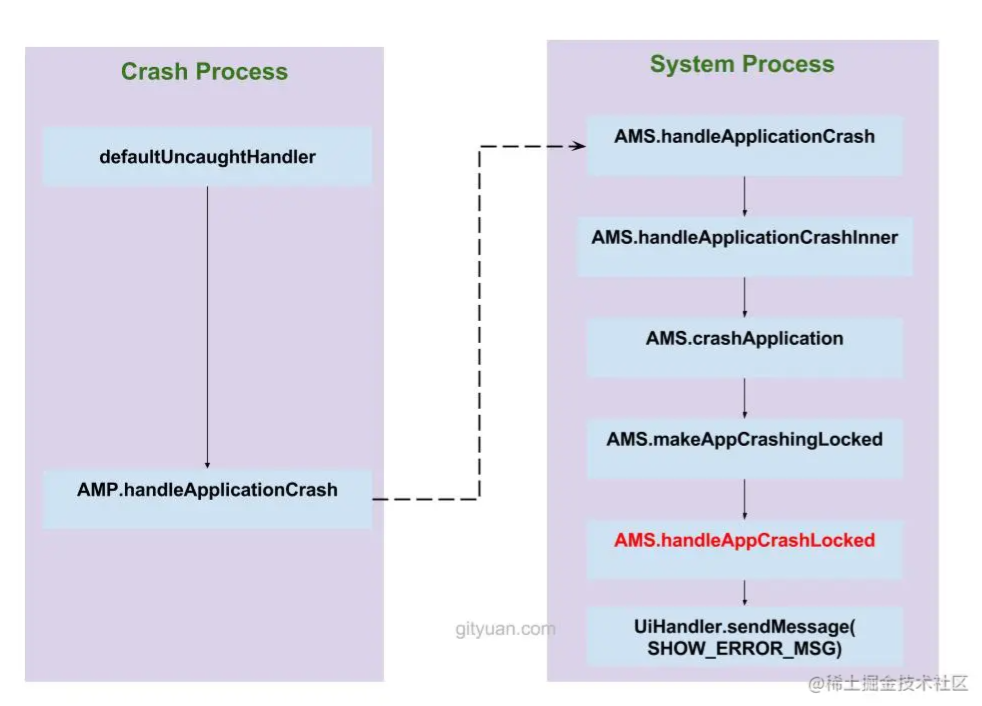 Crash Process
defaultUncaughtHandler
AMP.handleApplicationCrash
System Process
AMS.handleApplicationCrash
AMS.handleApplicationCrashInner
AMS.crashApplication
AMS.makeAppCrashingLocked
AMS.handleAppCrashLocked
UiHandler.sendMessage(
SHOW_ERROR_MSG)
gityuan.com
@稀土掘金技术社区